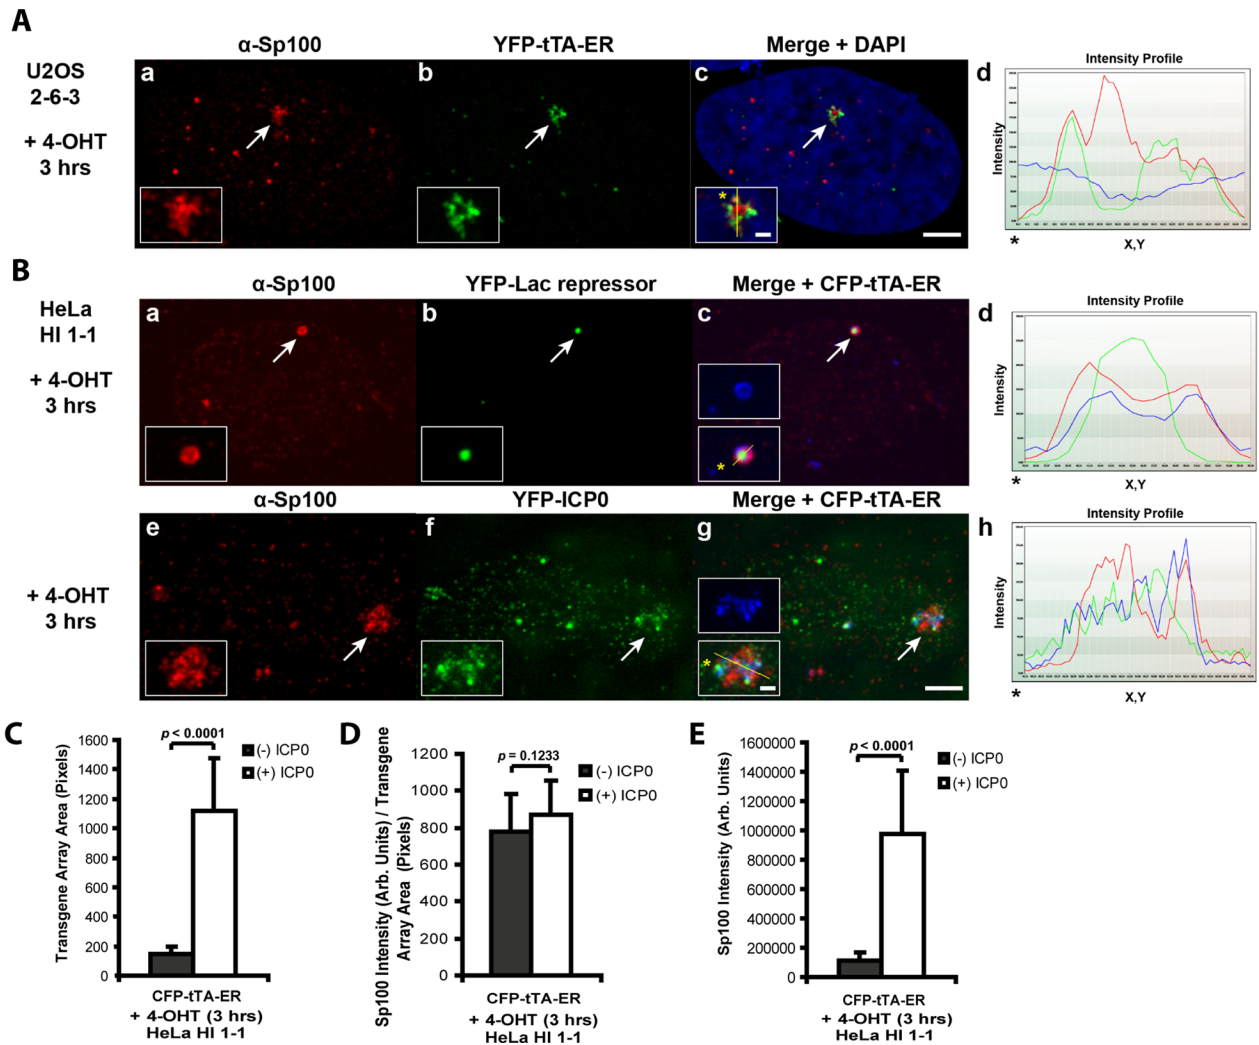 A
α-Sp100
YFP-tTA-ER
Merge + DAPI
U2OS
2-6-3
+ 4-OHT
3 hrs
a
b
c
d
Intensity Profile
Intensity
*
*
X,Y
B
α-Sp100
YFP-Lac repressor
Merge + CFP-tTA-ER
HeLa
HI 1-1
+ 4-OHT
3 hrs
a
b
c
d
Intensity Profile
Intensity
*
*
X,Y
α-Sp100
YFP-ICP0
Merge + CFP-tTA-ER
+ 4-OHT
3 hrs
e
f
g
h
Intensity Profile
Intensity
*
*
X,Y
C
Transgene Array Area (Pixels)
1600
1400
1200
1000
800
600
400
200
0
p < 0.0001
(-) ICP0
(+) ICP0
CFP-tTA-ER
+ 4-OHT (3 hrs)
HeLa HI 1-1
D
Sp100 Intensity (Arb. Units) / Transgene
Array Area (Pixels)
1200
1000
800
600
400
200
0
p = 0.1233
(-) ICP0
(+) ICP0
CFP-tTA-ER
+ 4-OHT (3 hrs)
HeLa HI 1-1
E
Sp100 Intensity (Arb. Units)
1600000
1400000
1200000
1000000
800000
600000
400000
200000
0
p < 0.0001
(-) ICP0
(+) ICP0
CFP-tTA-ER
+ 4-OHT (3 hrs)
HeLa HI 1-1